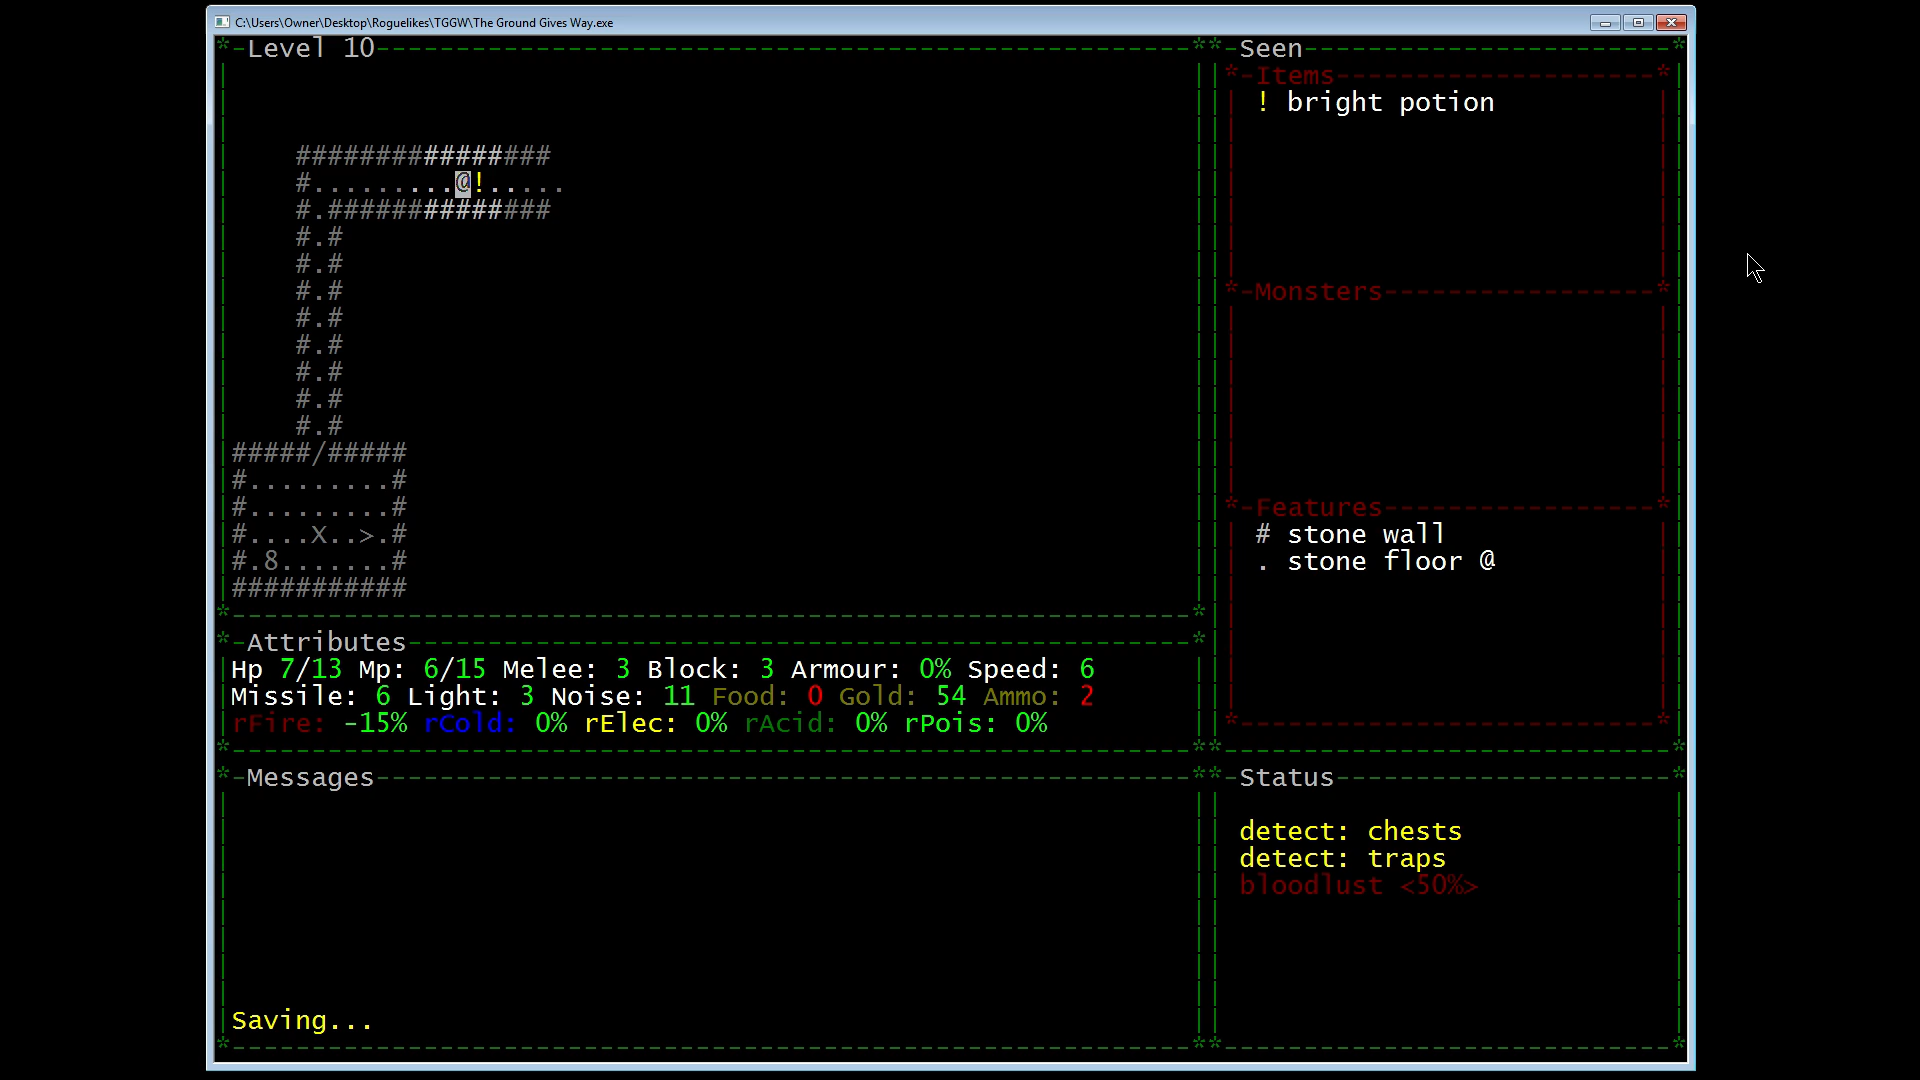 C:\Users\Owner\Desktop\Roguelikes\TGGW\The Ground Gives Way.exe
Level 10
################
#.........@!.....
#.##############
#.#
#.#
#.#
#.#
#.#
#.#
#.#
#.#
#####/#####
#.........#
#.........#
#....x..>.#
#.8.......#
###########
Attributes
Hp 7/13 Mp: 6/15 Melee: 3 Block: 3 Armour: 0% Speed: 6
Missile: 6 Light: 3 Noise: 11 Food: 0 Gold: 54 Ammo: 2
rFire: -15% rCold: 0% rElec: 0% rAcid: 0% rPois: 0%
Messages
Saving...
Seen
Items
! bright potion
Monsters
Features
# stone wall
. stone floor @
Status
detect: chests
detect: traps
bloodlust <50%>